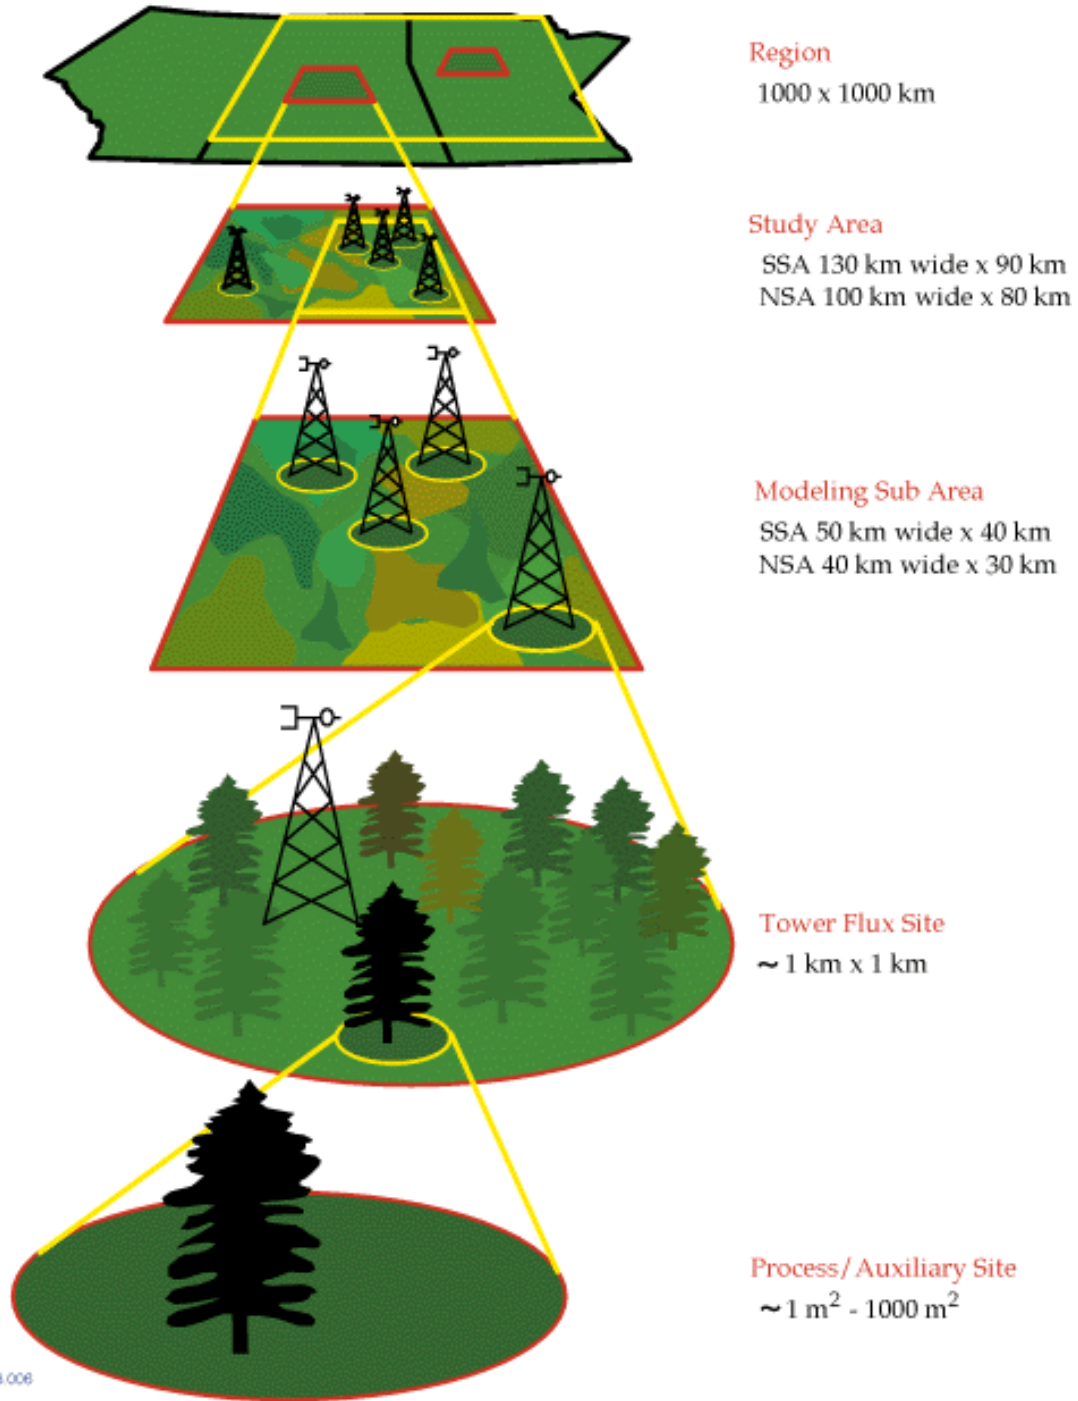 Region
1000 x 1000 km
Study Area
SSA 130 km wide x 90 km
NSA 100 km wide x 80 km
Modeling Sub Area
SSA 50 km wide x 40 km
NSA 40 km wide x 30 km
Tower Flux Site
~ 1 km x 1 km
Process/Auxiliary Site
~ 1 m² - 1000 m²
.006